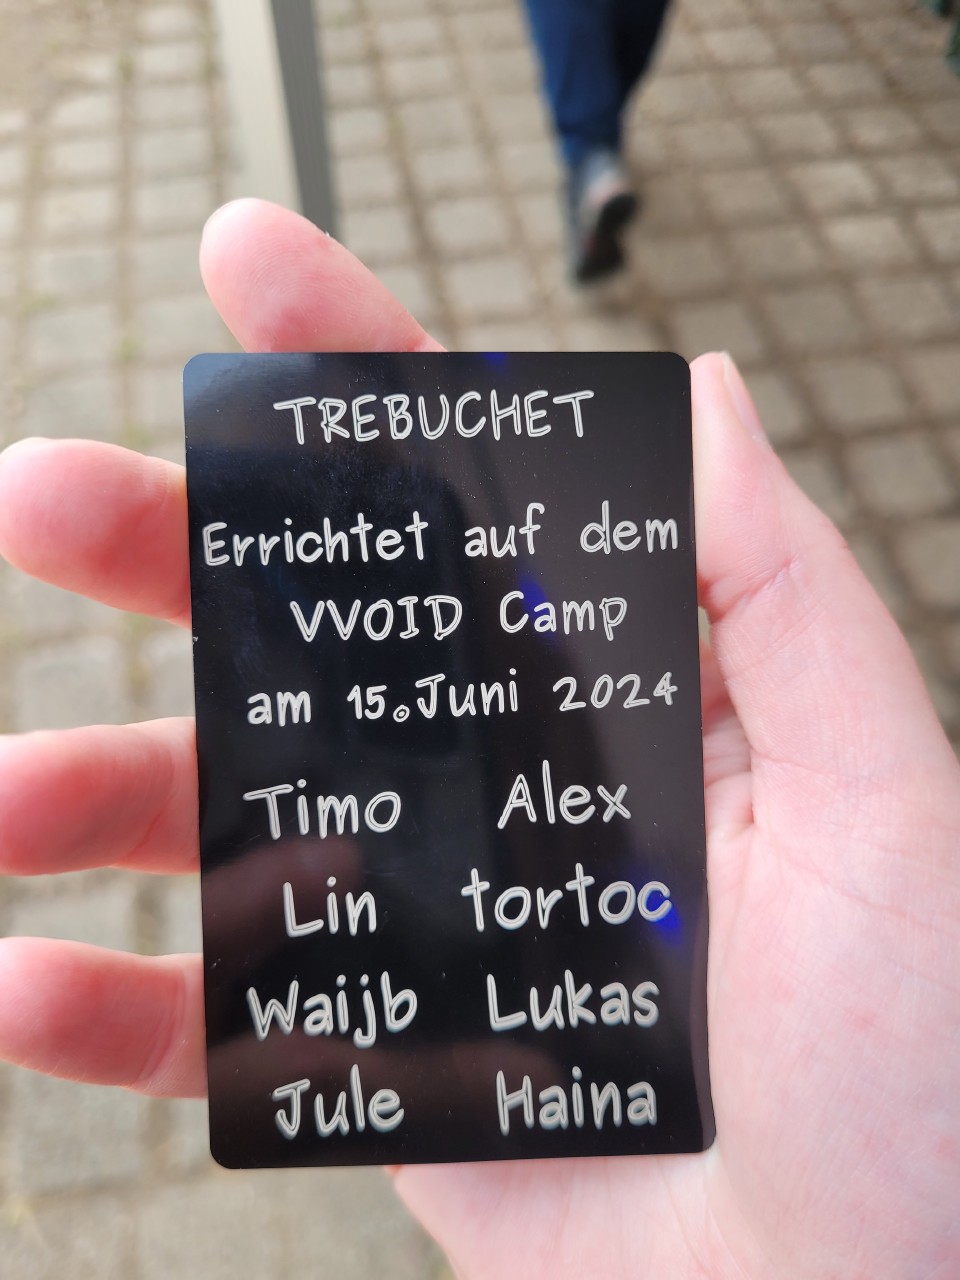 TREBUCHET
Errichtet auf dem
VVOID Camp
am 15.Juni 2024
Timo Alex
Lin tortoc
Waijb Lukas
Jule Haina